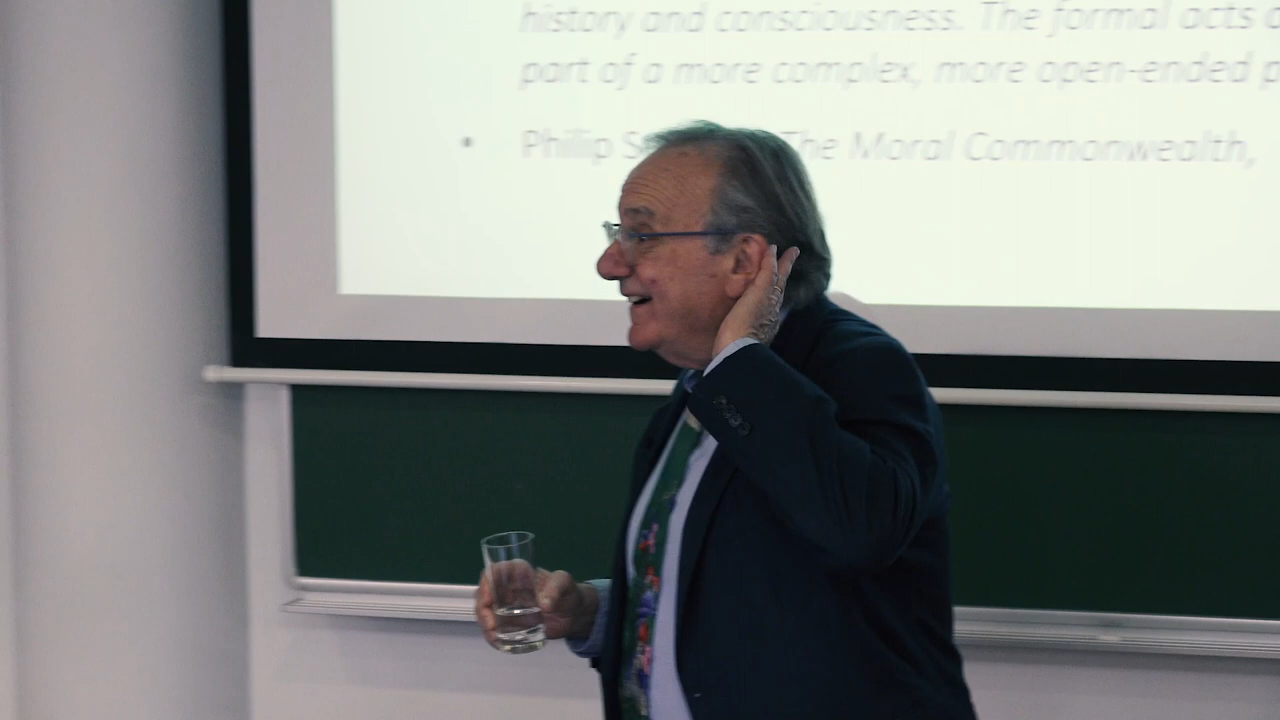 history and consciousness. The formal acts
part of a more complex, more open-ended
• Philip The Moral Commonwealth,